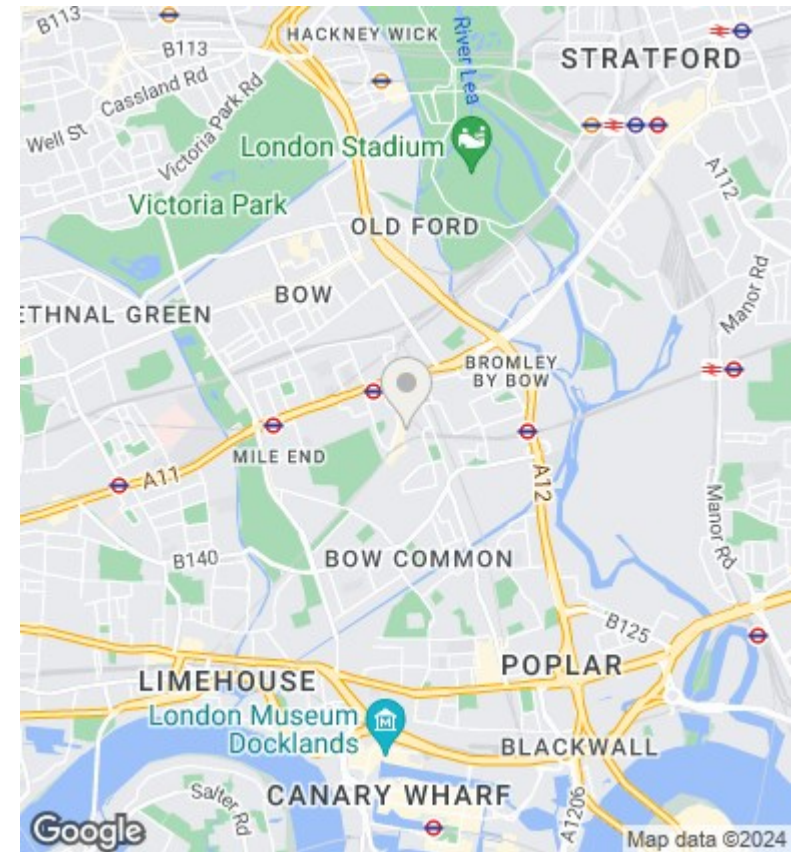 B113
HACKNEY WICK
River Lea
STRATFORD
B113
Cassland Rd
Well St
Victoria Park Rd
London Stadium
A112
Victoria Park
OLD FORD
Manor Rd
BOW
ETHNAL GREEN
BROMLEY
BY BOW
MILE END
A11
A12
Manor Rd
B140
BOW COMMON
B125
POPLAR
LIMEHOUSE
London Museum
Docklands
BLACKWALL
Salter Rd
CANARY WHARF
A1206
Google
Map data ©2024